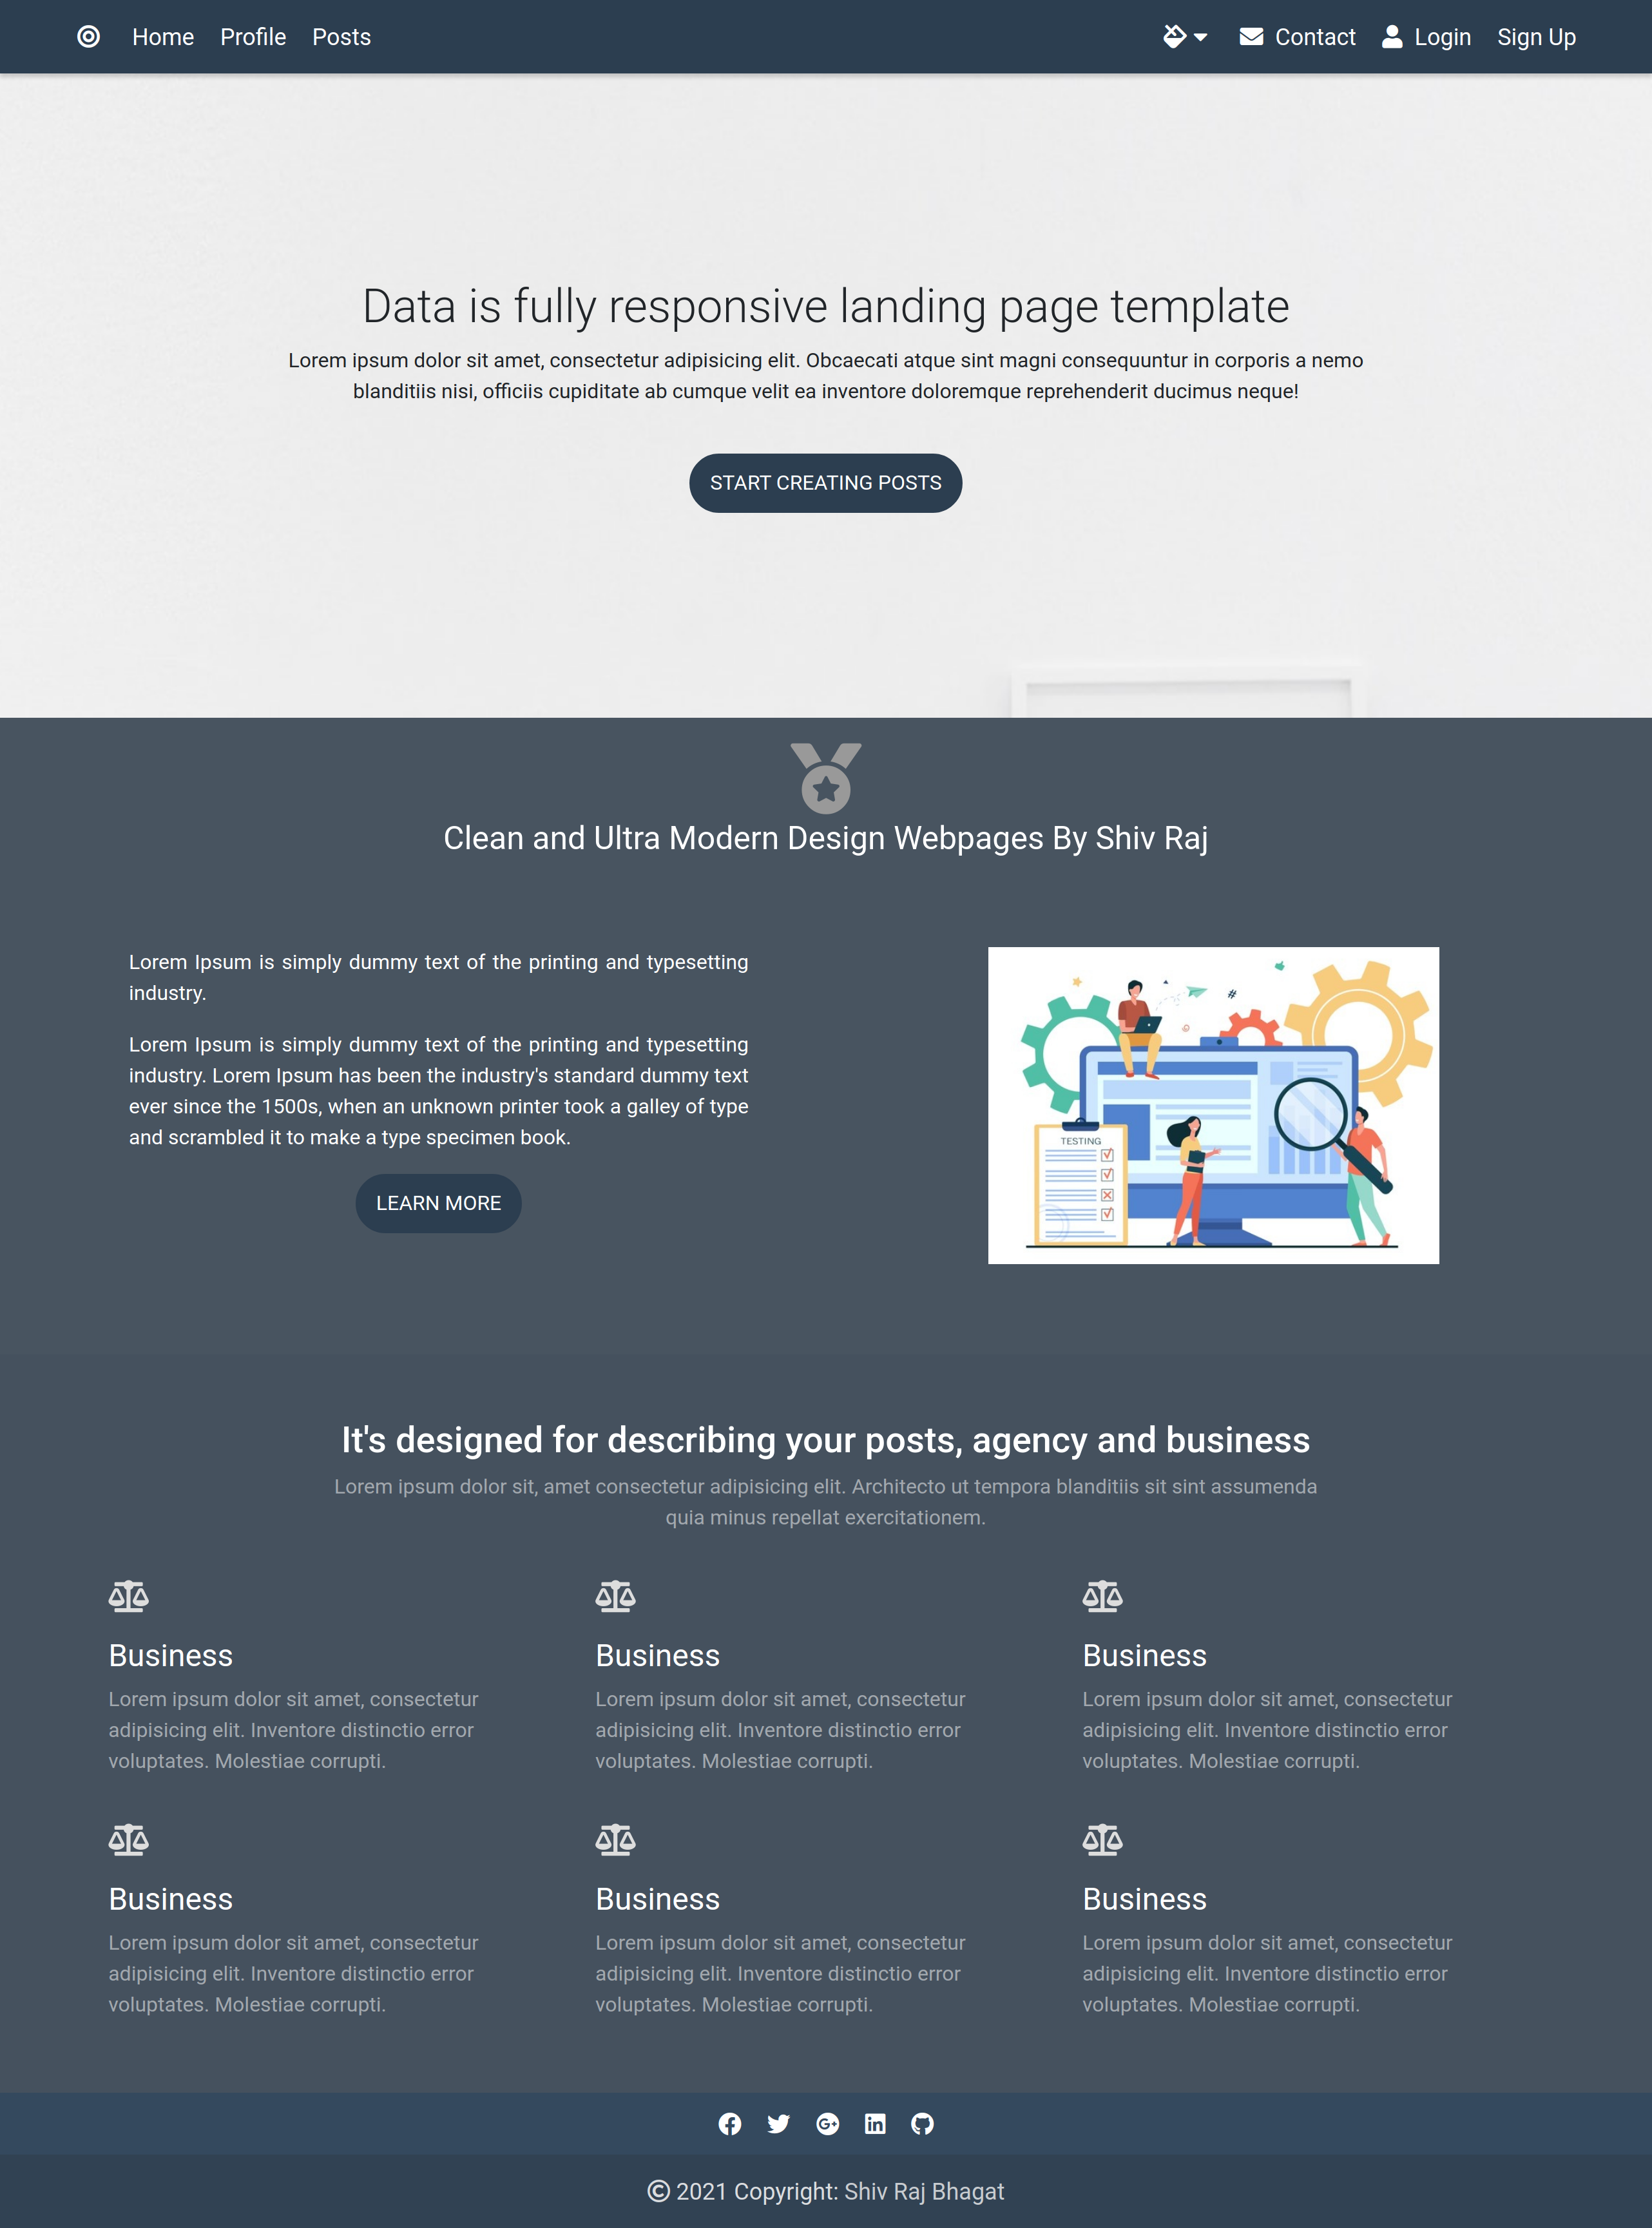 Home Profile Posts Contact Login Sign Up
Data is fully responsive landing page template
Lorem ipsum dolor sit amet, consectetur adipisicing elit. Obcaecati atque sint magni consequuntur in corporis a nemo
blanditiis nisi, officiis cupiditate ab cumque velit ea inventore doloremque reprehenderit ducimus neque!
START CREATING POSTS
Clean and Ultra Modern Design Webpages By Shiv Raj
Lorem Ipsum is simply dummy text of the printing and typesetting
industry.
Lorem Ipsum is simply dummy text of the printing and typesetting
industry. Lorem Ipsum has been the industry's standard dummy text
ever since the 1500s, when an unknown printer took a galley of type
and scrambled it to make a type specimen book.
LEARN MORE
#
TESTING
It's designed for describing your posts, agency and business
Lorem ipsum dolor sit, amet consectetur adipisicing elit. Architecto ut tempora blanditiis sit sint assumenda
quia minus repellat exercitationem.
Business
Lorem ipsum dolor sit amet, consectetur
adipisicing elit. Inventore distinctio error
voluptates. Molestiae corrupti.
Business
Lorem ipsum dolor sit amet, consectetur
adipisicing elit. Inventore distinctio error
voluptates. Molestiae corrupti.
Business
Lorem ipsum dolor sit amet, consectetur
adipisicing elit. Inventore distinctio error
voluptates. Molestiae corrupti.
Business
Lorem ipsum dolor sit amet, consectetur
adipisicing elit. Inventore distinctio error
voluptates. Molestiae corrupti.
Business
Lorem ipsum dolor sit amet, consectetur
adipisicing elit. Inventore distinctio error
voluptates. Molestiae corrupti.
Business
Lorem ipsum dolor sit amet, consectetur
adipisicing elit. Inventore distinctio error
voluptates. Molestiae corrupti.
© 2021 Copyright: Shiv Raj Bhagat